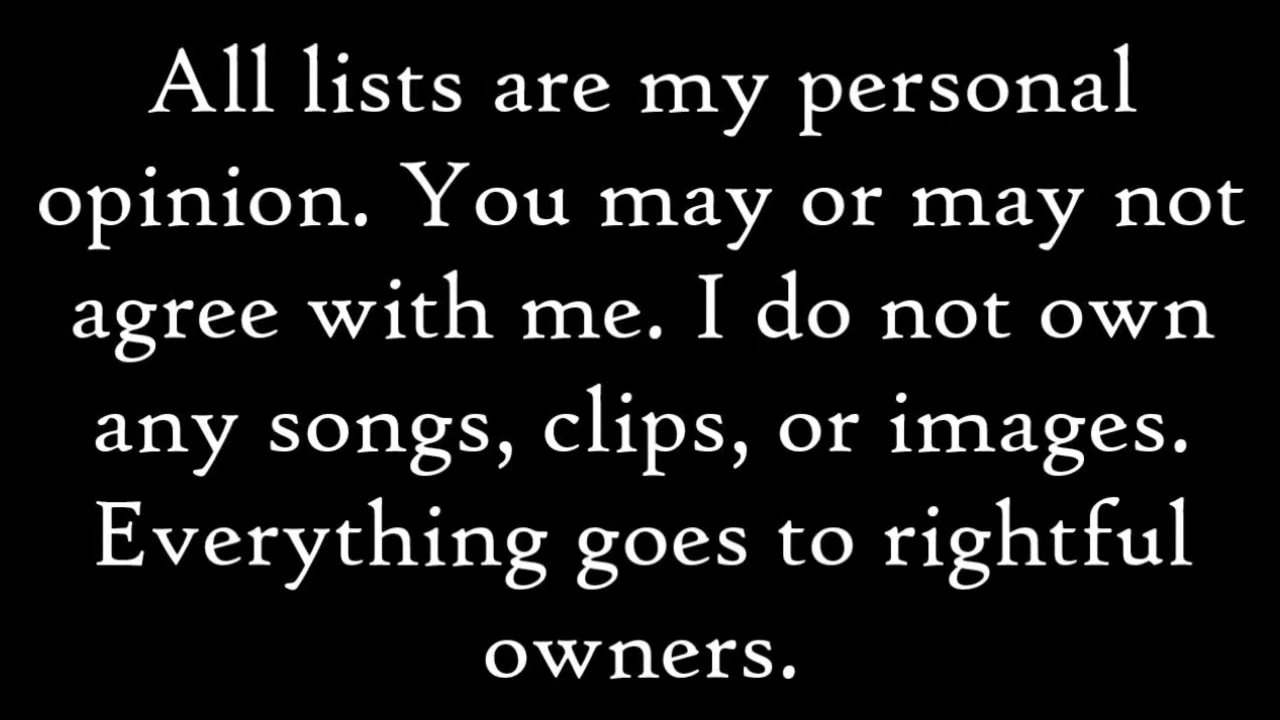 All lists are my personal
opinion. You may or may not
agree with me. I do not own
any songs, clips, or images.
Everything goes to rightful
owners.